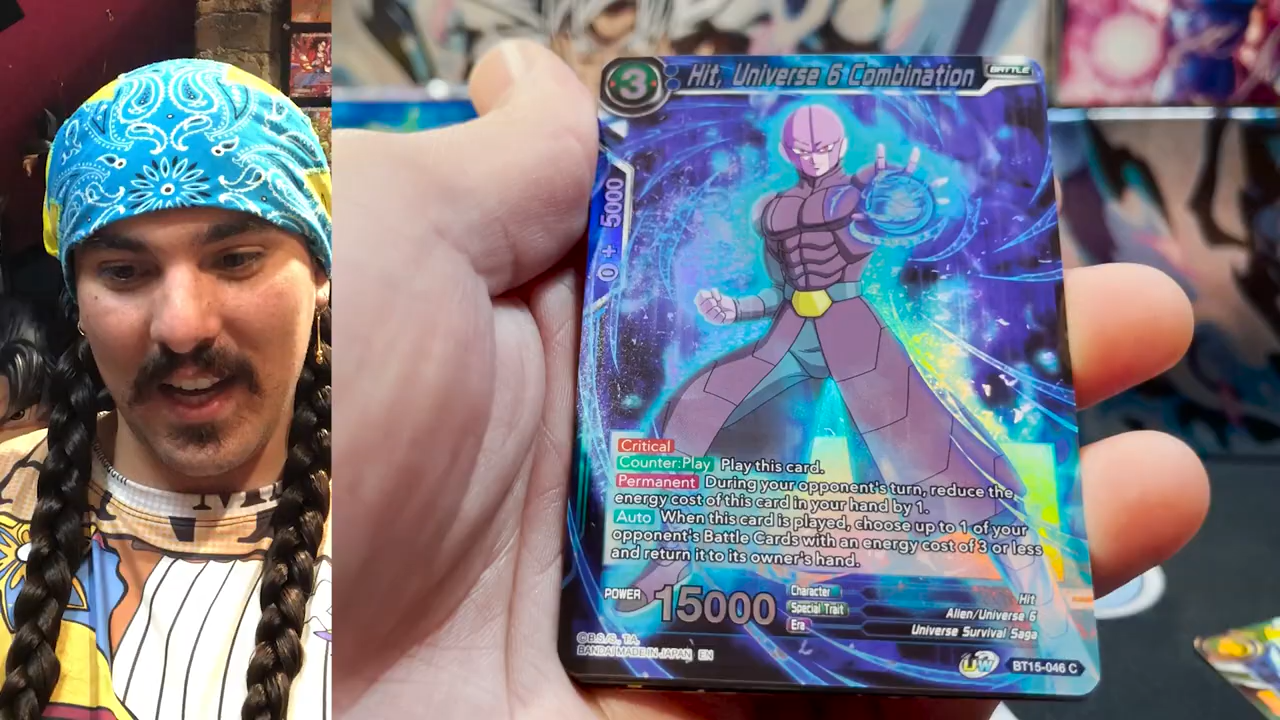 3 Hit, Universe 6 Combination BATTLE
0 + 5000
Critical
Counter:Play Play this card.
Permanent During your opponent's turn, reduce the
energy cost of this card in your hand by 1.
Auto When this card is played, choose up to 1 of your
opponent's Battle Cards with an energy cost of 3 or less
and return it to its owner's hand.
POWER 15000
Character Hit
Special Trait Alien/Universe 6
Era Universe Survival Saga
©B.S./S., T.A.
BANDAI MADE IN JAPAN EN
UW BT15-046 C